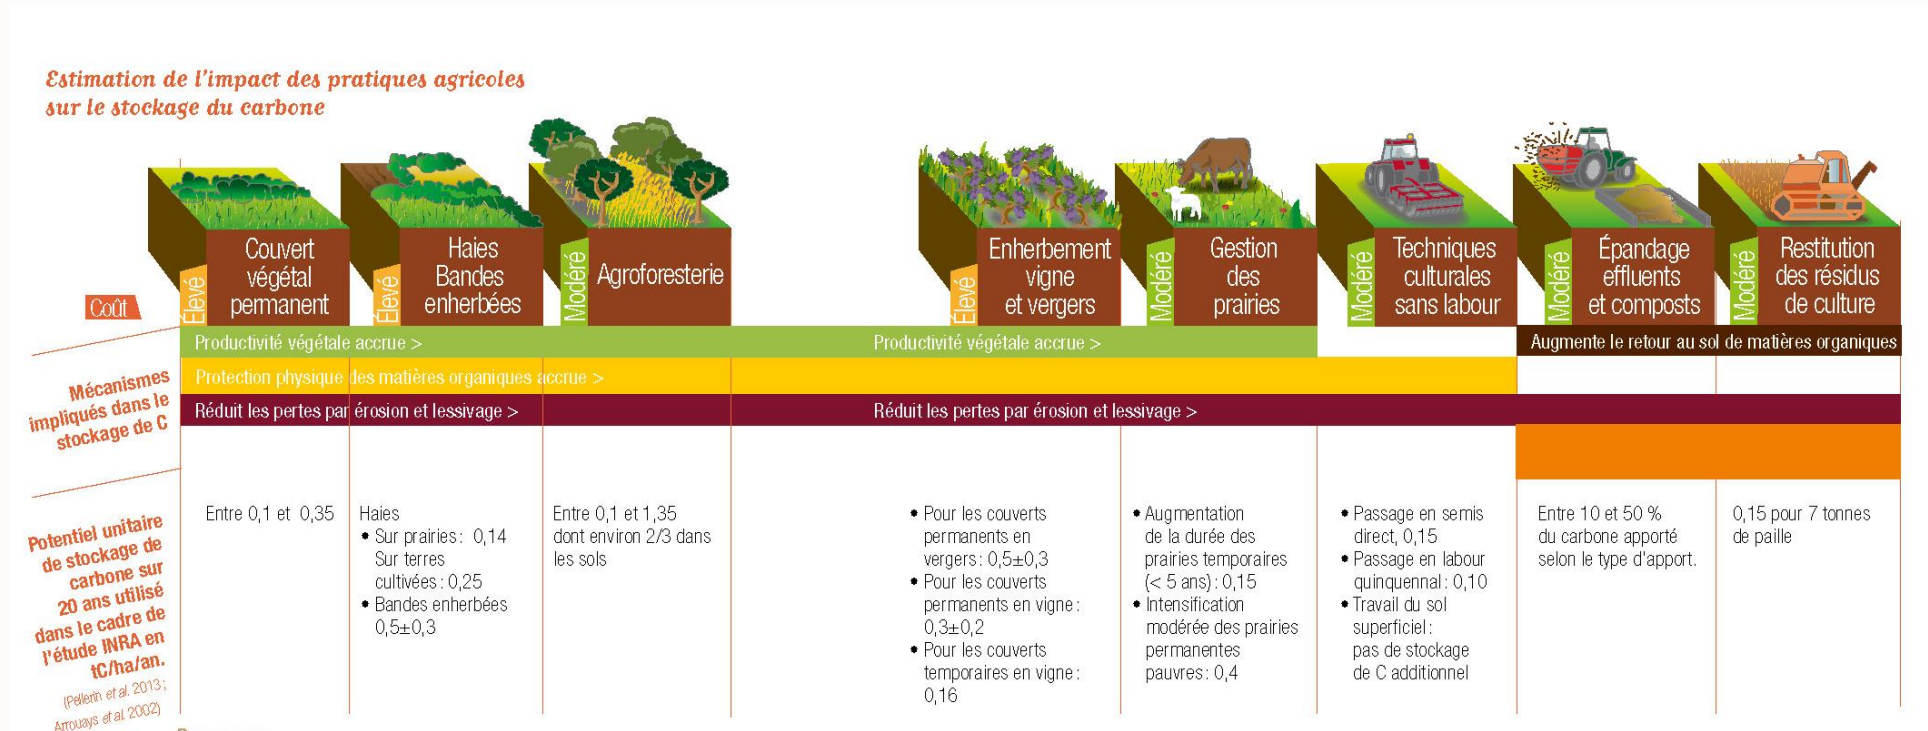 Estimation de l'impact des pratiques agricoles
sur le stockage du carbone
Coût
Élevé
Couvert
végétal
permanent
Élevé
Haies
Bandes
enherbées
Modéré
Agroforesterie
Élevé
Enherbement
vigne
et vergers
Modéré
Gestion
des
prairies
Modéré
Techniques
culturales
sans labour
Modéré
Épandage
effluents
et composts
Modéré
Restitution
des résidus
de culture
Mécanismes
impliqués dans le
stockage de C
Productivité végétale accrue >
Productivité végétale accrue >
Augmente le retour au sol de matières organiques
Protection physique des matières organiques accrue >
Réduit les pertes par érosion et lessivage >
Réduit les pertes par érosion et lessivage >
Potentiel unitaire
de stockage de
carbone sur
20 ans utilisé
dans le cadre de
l'étude INRA en
tC/ha/an.
(Pellerin et al. 2013 ;
Arrouays et al. 2002)
Entre 0,1 et 0,35
Haies
• Sur prairies : 0,14
Sur terres
cultivées : 0,25
• Bandes enherbées
0,5±0,3
Entre 0,1 et 1,35
dont environ 2/3 dans
les sols
• Pour les couverts
permanents en
vergers : 0,5±0,3
• Pour les couverts
permanents en vigne :
0,3±0,2
• Pour les couverts
temporaires en vigne :
0,16
• Augmentation
de la durée des
prairies temporaires
(< 5 ans) : 0,15
• Intensification
modérée des prairies
permanentes
pauvres : 0,4
• Passage en semis
direct, 0,15
• Passage en labour
quinquennal : 0,10
• Travail du sol
superficiel :
pas de stockage
de C additionnel
Entre 10 et 50 %
du carbone apporté
selon le type d'apport.
0,15 pour 7 tonnes
de paille